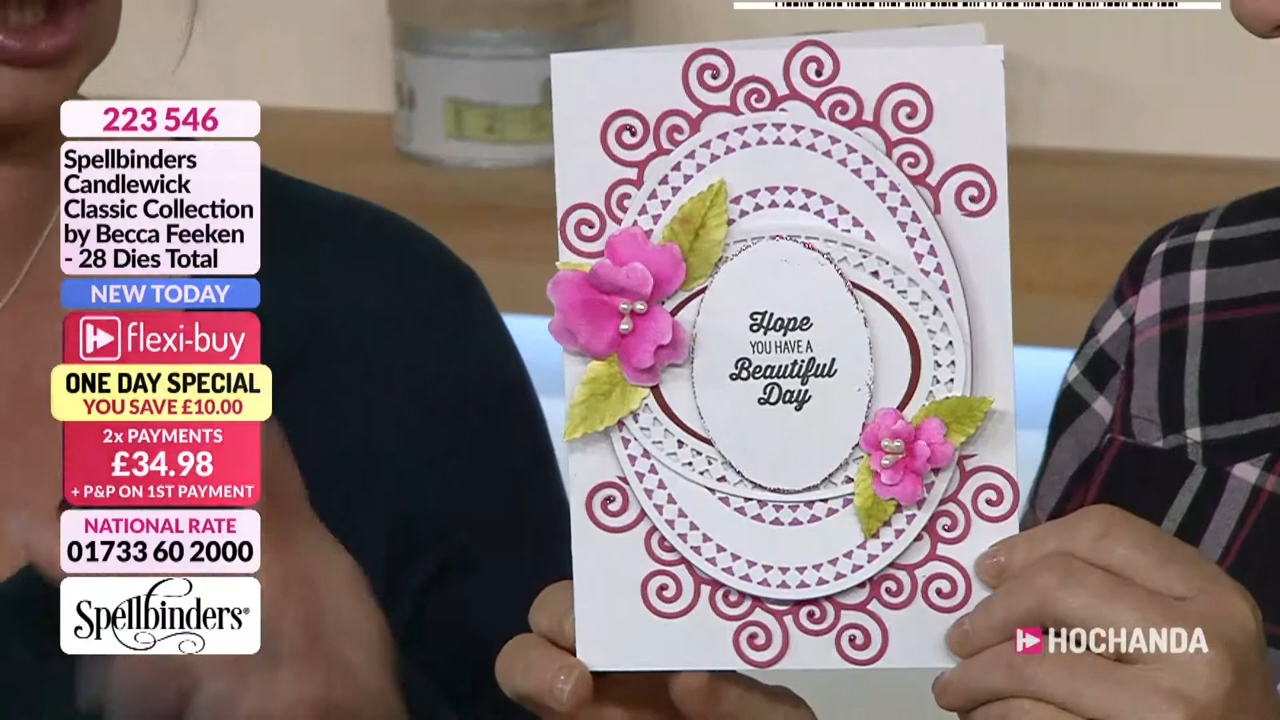 223 546
Spellbinders
Candlewick
Classic Collection
by Becca Feeken
- 28 Dies Total
NEW TODAY
flexi-buy
ONE DAY SPECIAL
YOU SAVE £10.00
2x PAYMENTS
£34.98
+ P&P ON 1ST PAYMENT
NATIONAL RATE
01733 60 2000
Spellbinders®
Hope
YOU HAVE A
Beautiful
Day
HOCHANDA